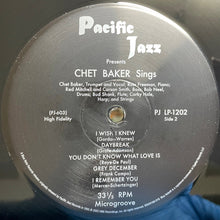 Pacific
Jazz
Presents
CHET BAKER Sings
Chet Baker, Trumpet and Vocal; Russ Freeman, Piano;
Red Mitchell and Carson Smith, Bass; Bob Neel,
Drums; Bud Shank, Flute; Corky Hale,
Harp; and Strings
(PJ-603)
High Fidelity
PJ LP-1202
Side 2
I WISH I KNEW
(Gordon-Warren)
DAYBREAK
YOU DON'T KNOW WHAT LOVE IS
(Raye-De Paul)
GREY DECEMBER
(Frank Campo)
I REMEMBER YOU
(Mercer-Schertzinger)
33⅓ RPM
Microgroove